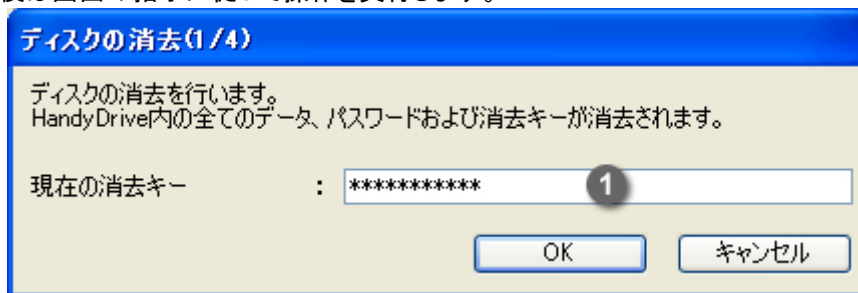 ディスクの消去(1/4)
ディスクの消去を行います。
HandyDrive内の全てのデータ、パスワードおよび消去キーが消去されます。
現在の消去キー : ***********
1
OK キャンセル